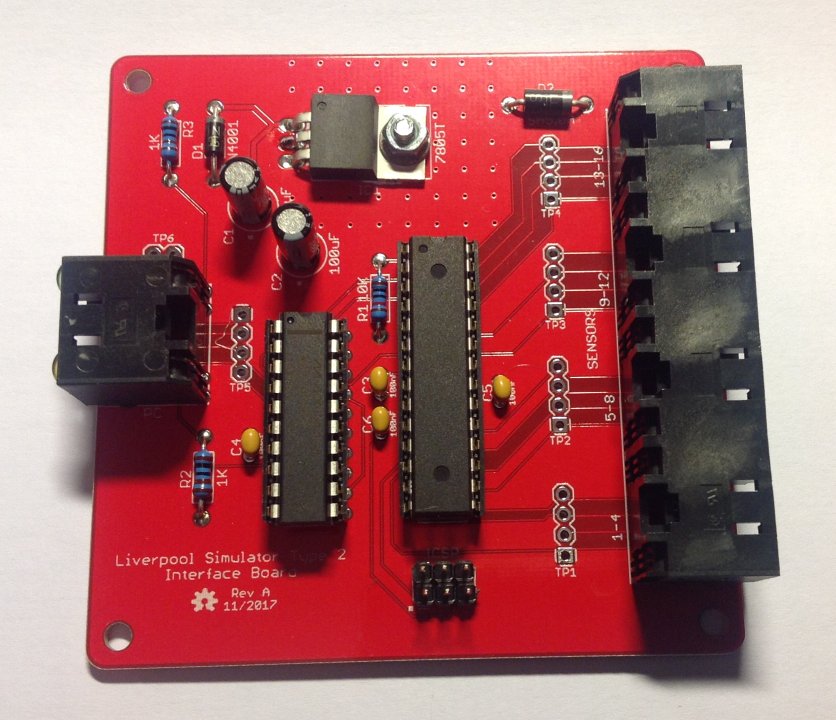 R3
1K
D1
7805T
D2
13-16
TP4
C1
C2
100uF
TP6
R1
10K
9-12
TP3
SENSORS
TP5
C3
100nF
C5
C6
100nF
5-8
TP2
C4
R2
1K
1-4
TP1
ICSP
Liverpool Simulator Type 2
Interface Board
Rev A
11/2017